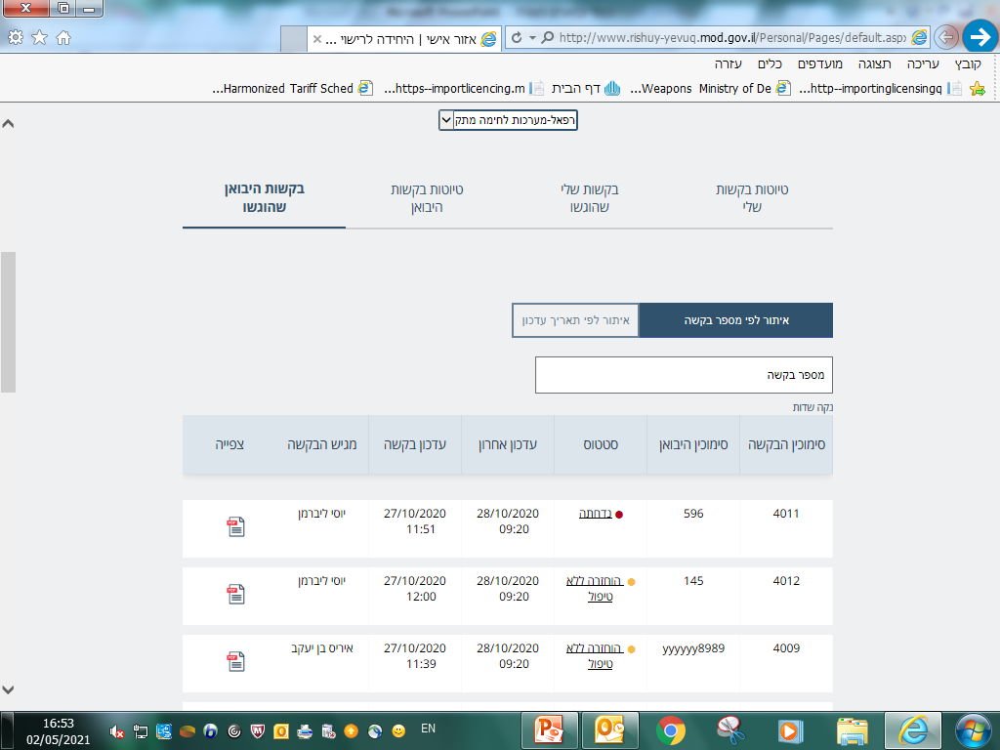 אזור אישי | היחידה לרישוי ...
http://www.rishuy-yevuq.mod.gov.il/Personal/Pages/default.aspx
קובץ עריכה תצוגה מועדפים כלים עזרה
http--importinglicensingq... Weapons Ministry of De... דף הבית https--importlicencing.m... Harmonized Tariff Sched...
רפאל-מערכות לחימה מתק
טיוטות בקשות שלי
בקשות שלי שהוגשו
טיוטות בקשות היבואן
בקשות היבואן שהוגשו
איתור לפי מספר בקשה
איתור לפי תאריך עדכון
מספר בקשה
נקה שדות
סימוכין הבקשה סימוכין היבואן סטטוס עדכון אחרון עדכון בקשה מגיש הבקשה צפייה
4011 596 נדחתה 28/10/2020 09:20 27/10/2020 11:51 יוסי ליברמן
4012 145 הוחזרה ללא טיפול 28/10/2020 09:20 27/10/2020 12:00 יוסי ליברמן
4009 yyyyyy8989 הוחזרה ללא טיפול 28/10/2020 09:20 27/10/2020 11:39 איריס בן יעקב
EN
16:53
02/05/2021